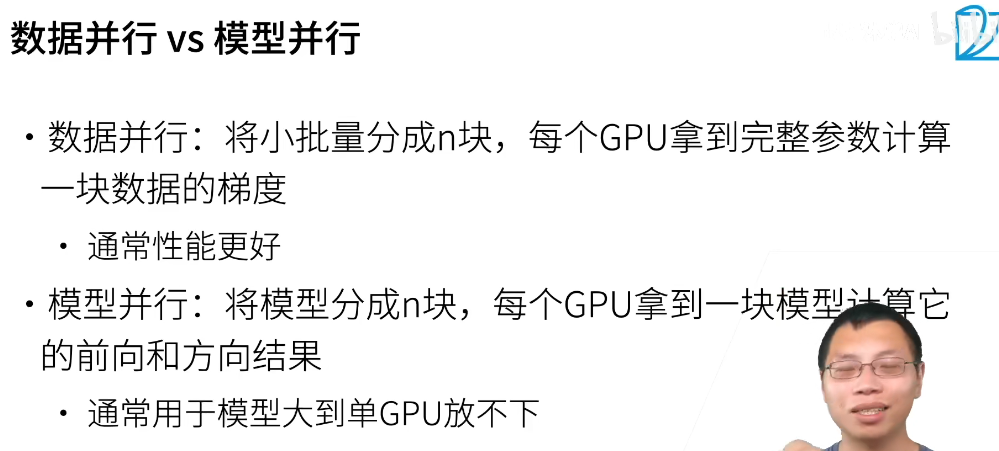 数据并行 vs 模型并行
bilibili
• 数据并行：将小批量分成n块，每个GPU拿到完整参数计算
一块数据的梯度
• 通常性能更好
• 模型并行：将模型分成n块，每个GPU拿到一块模型计算它
的前向和方向结果
• 通常用于模型大到单GPU放不下